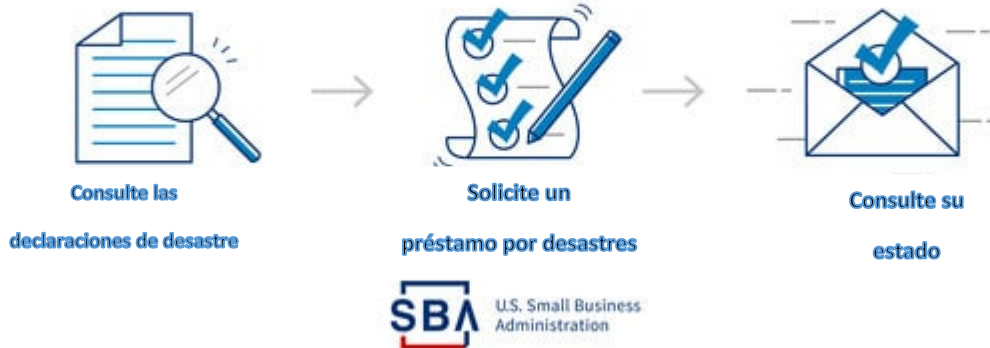 Consulte las
declaraciones de desastre
Solicite un
préstamo por desastres
Consulte su
estado
SBA
U.S. Small Business
Administration